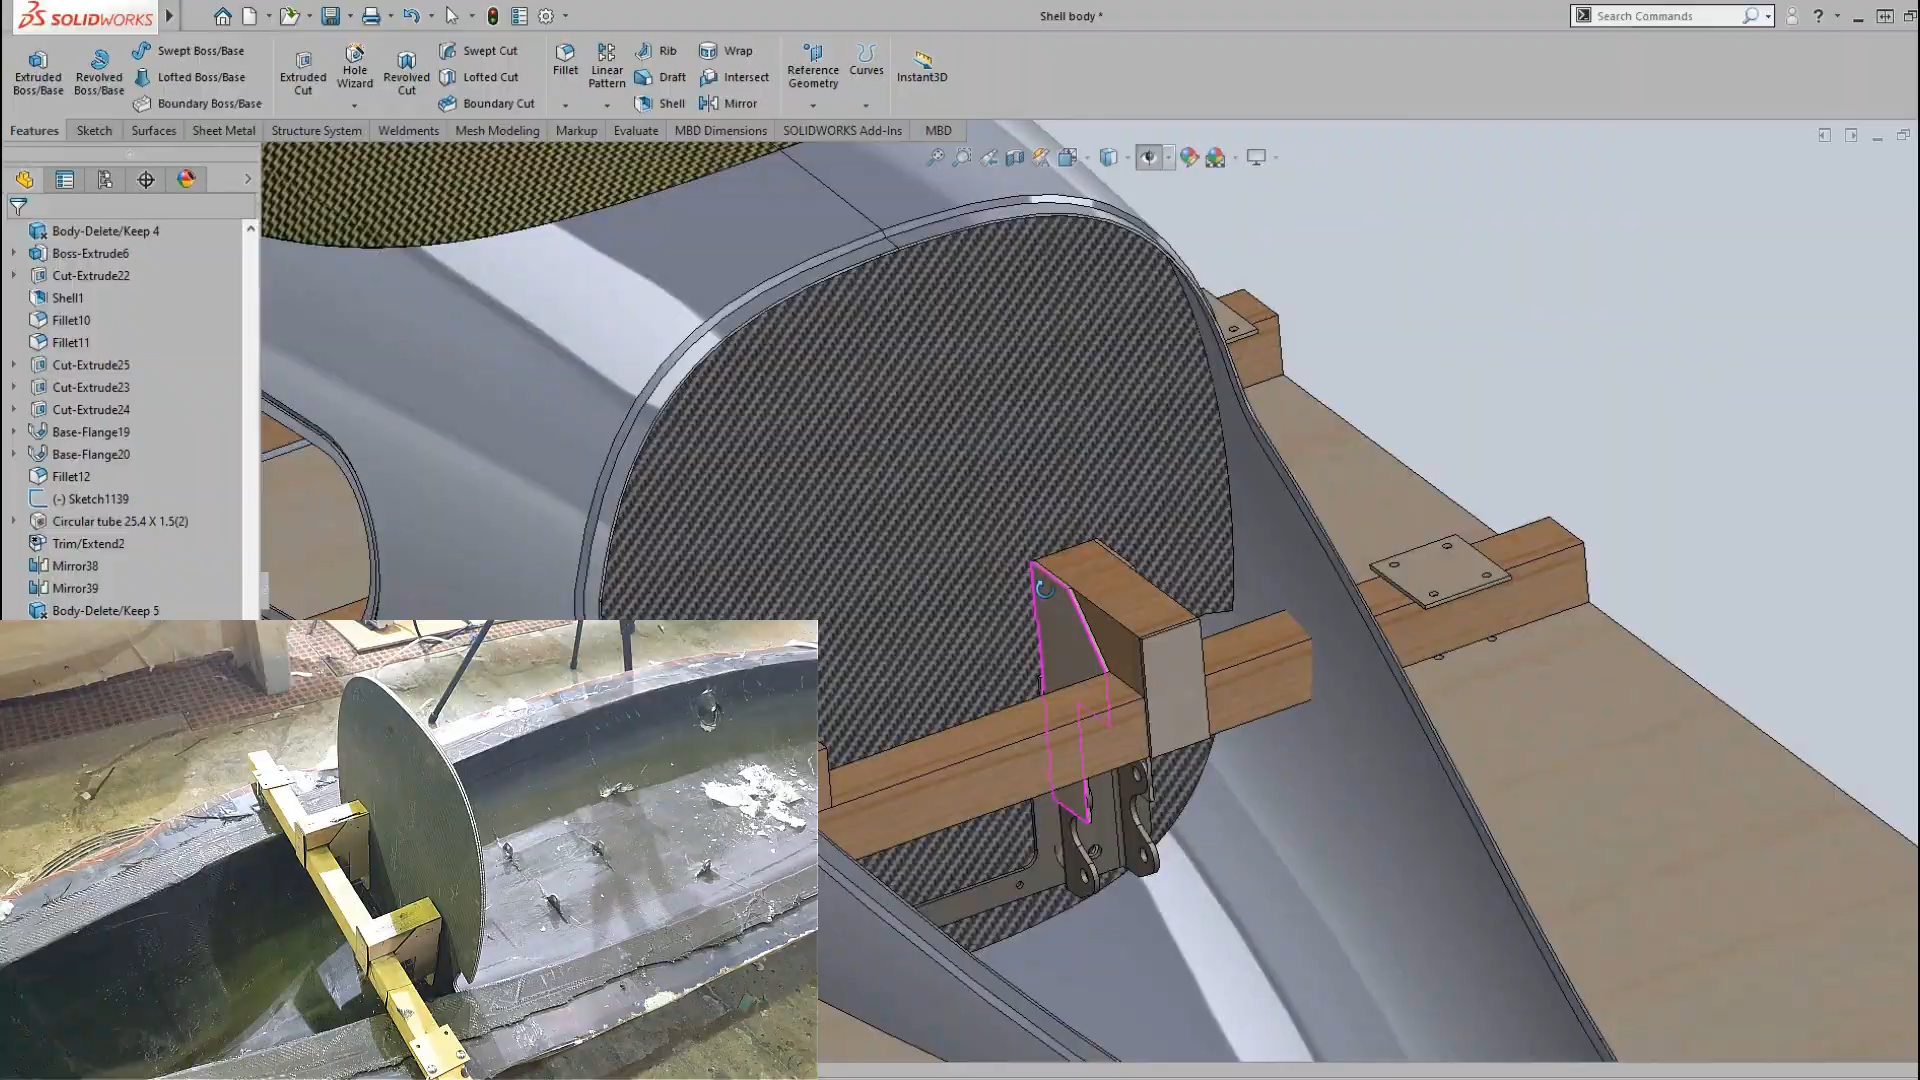 SOLIDWORKS
Shell body *
Search Commands
?
Extruded Boss/Base
Revolved Boss/Base
Swept Boss/Base
Lofted Boss/Base
Boundary Boss/Base
Extruded Cut
Hole Wizard
Revolved Cut
Swept Cut
Lofted Cut
Boundary Cut
Fillet
Linear Pattern
Rib
Draft
Shell
Wrap
Intersect
Mirror
Reference Geometry
Curves
Instant3D
Features
Sketch
Surfaces
Sheet Metal
Structure System
Weldments
Mesh Modeling
Markup
Evaluate
MBD Dimensions
SOLIDWORKS Add-Ins
MBD
Body-Delete/Keep 4
Boss-Extrude6
Cut-Extrude22
Shell1
Fillet10
Fillet11
Cut-Extrude25
Cut-Extrude23
Cut-Extrude24
Base-Flange19
Base-Flange20
Fillet12
(-) Sketch1139
Circular tube 25.4 X 1.5(2)
Trim/Extend2
Mirror38
Mirror39
Body-Delete/Keep 5